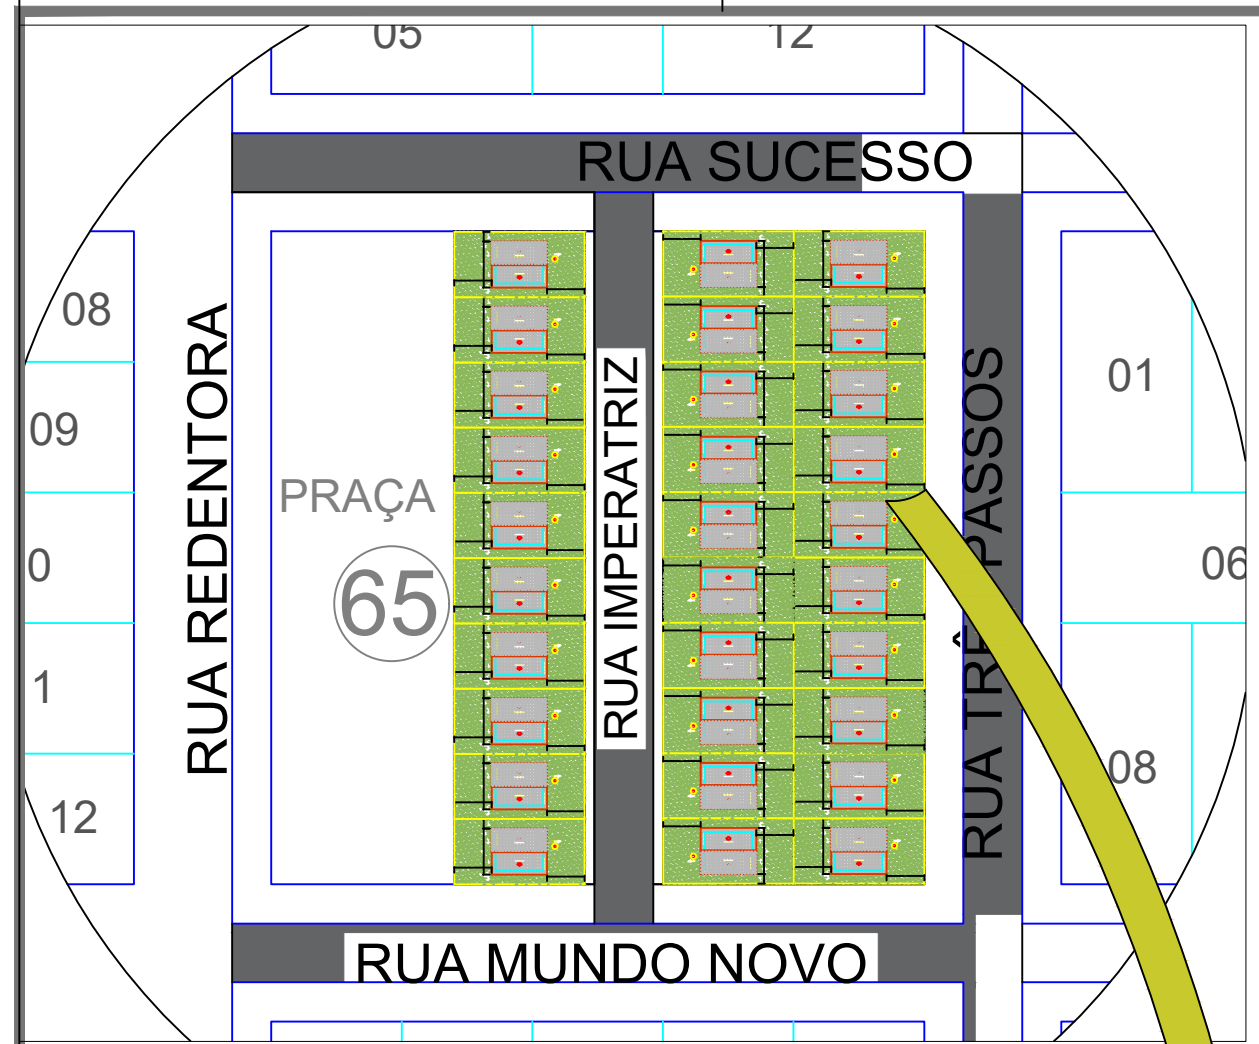 05
12
RUA SUCESSO
08
09
0
1
12
RUA REDENTORA
PRAÇA
65
RUA IMPERATRIZ
RUA TRÊS PASSOS
01
06
08
RUA MUNDO NOVO